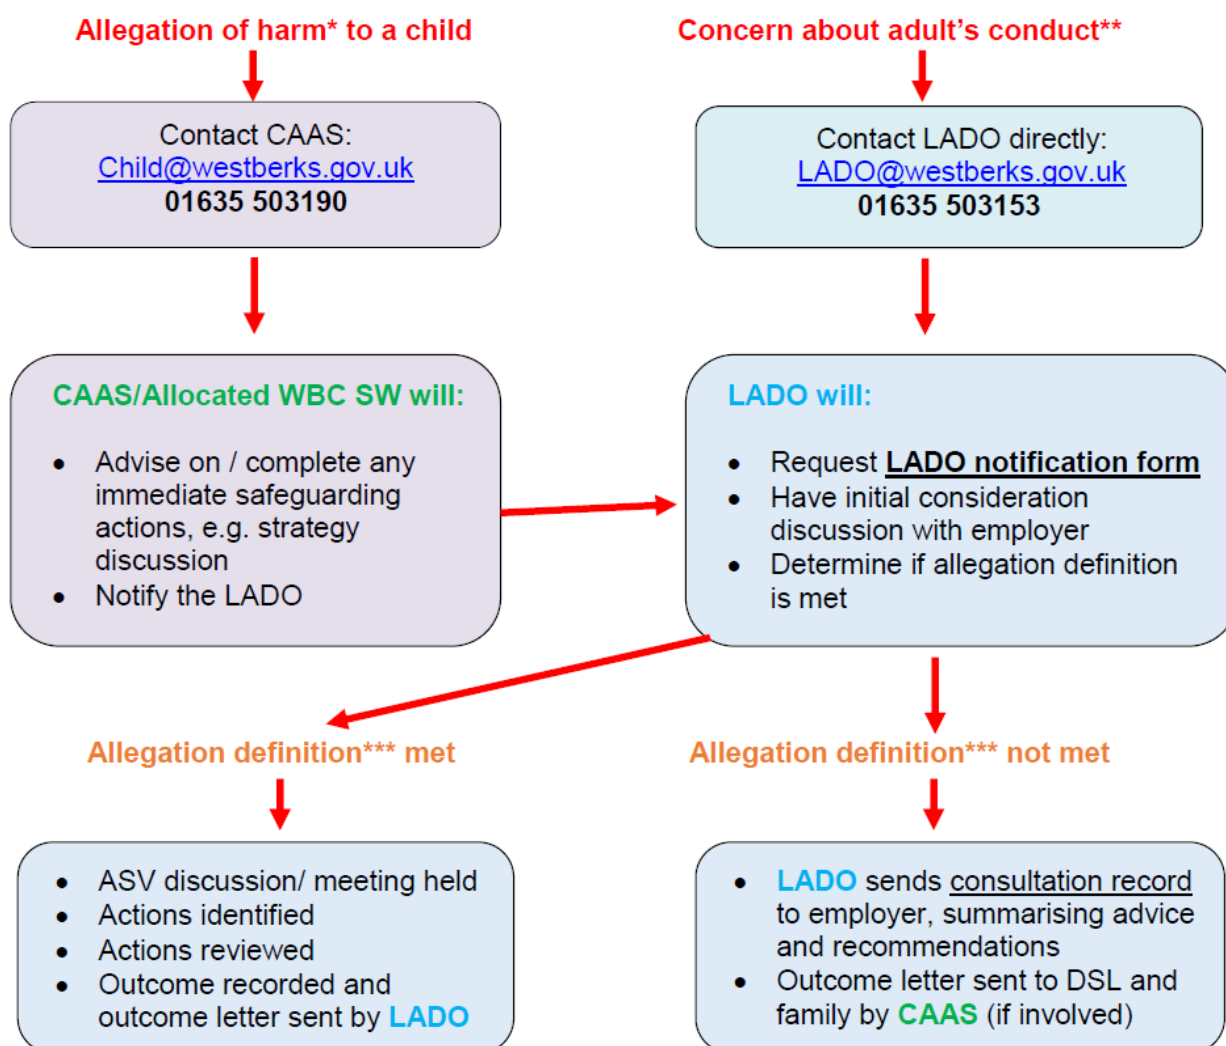 Allegation of harm* to a child
Concern about adult's conduct**
Contact CAAS:
Child@westberks.gov.uk
01635 503190
Contact LADO directly:
LADO@westberks.gov.uk
01635 503153
CAAS/Allocated WBC SW will:
• Advise on / complete any
immediate safeguarding
actions, e.g. strategy
discussion
• Notify the LADO
LADO will:
• Request LADO notification form
• Have initial consideration
discussion with employer
• Determine if allegation definition
is met
Allegation definition*** met
Allegation definition*** not met
• ASV discussion/ meeting held
• Actions identified
• Actions reviewed
• Outcome recorded and
outcome letter sent by LADO
• LADO sends consultation record
to employer, summarising advice
and recommendations
• Outcome letter sent to DSL and
family by CAAS (if involved)